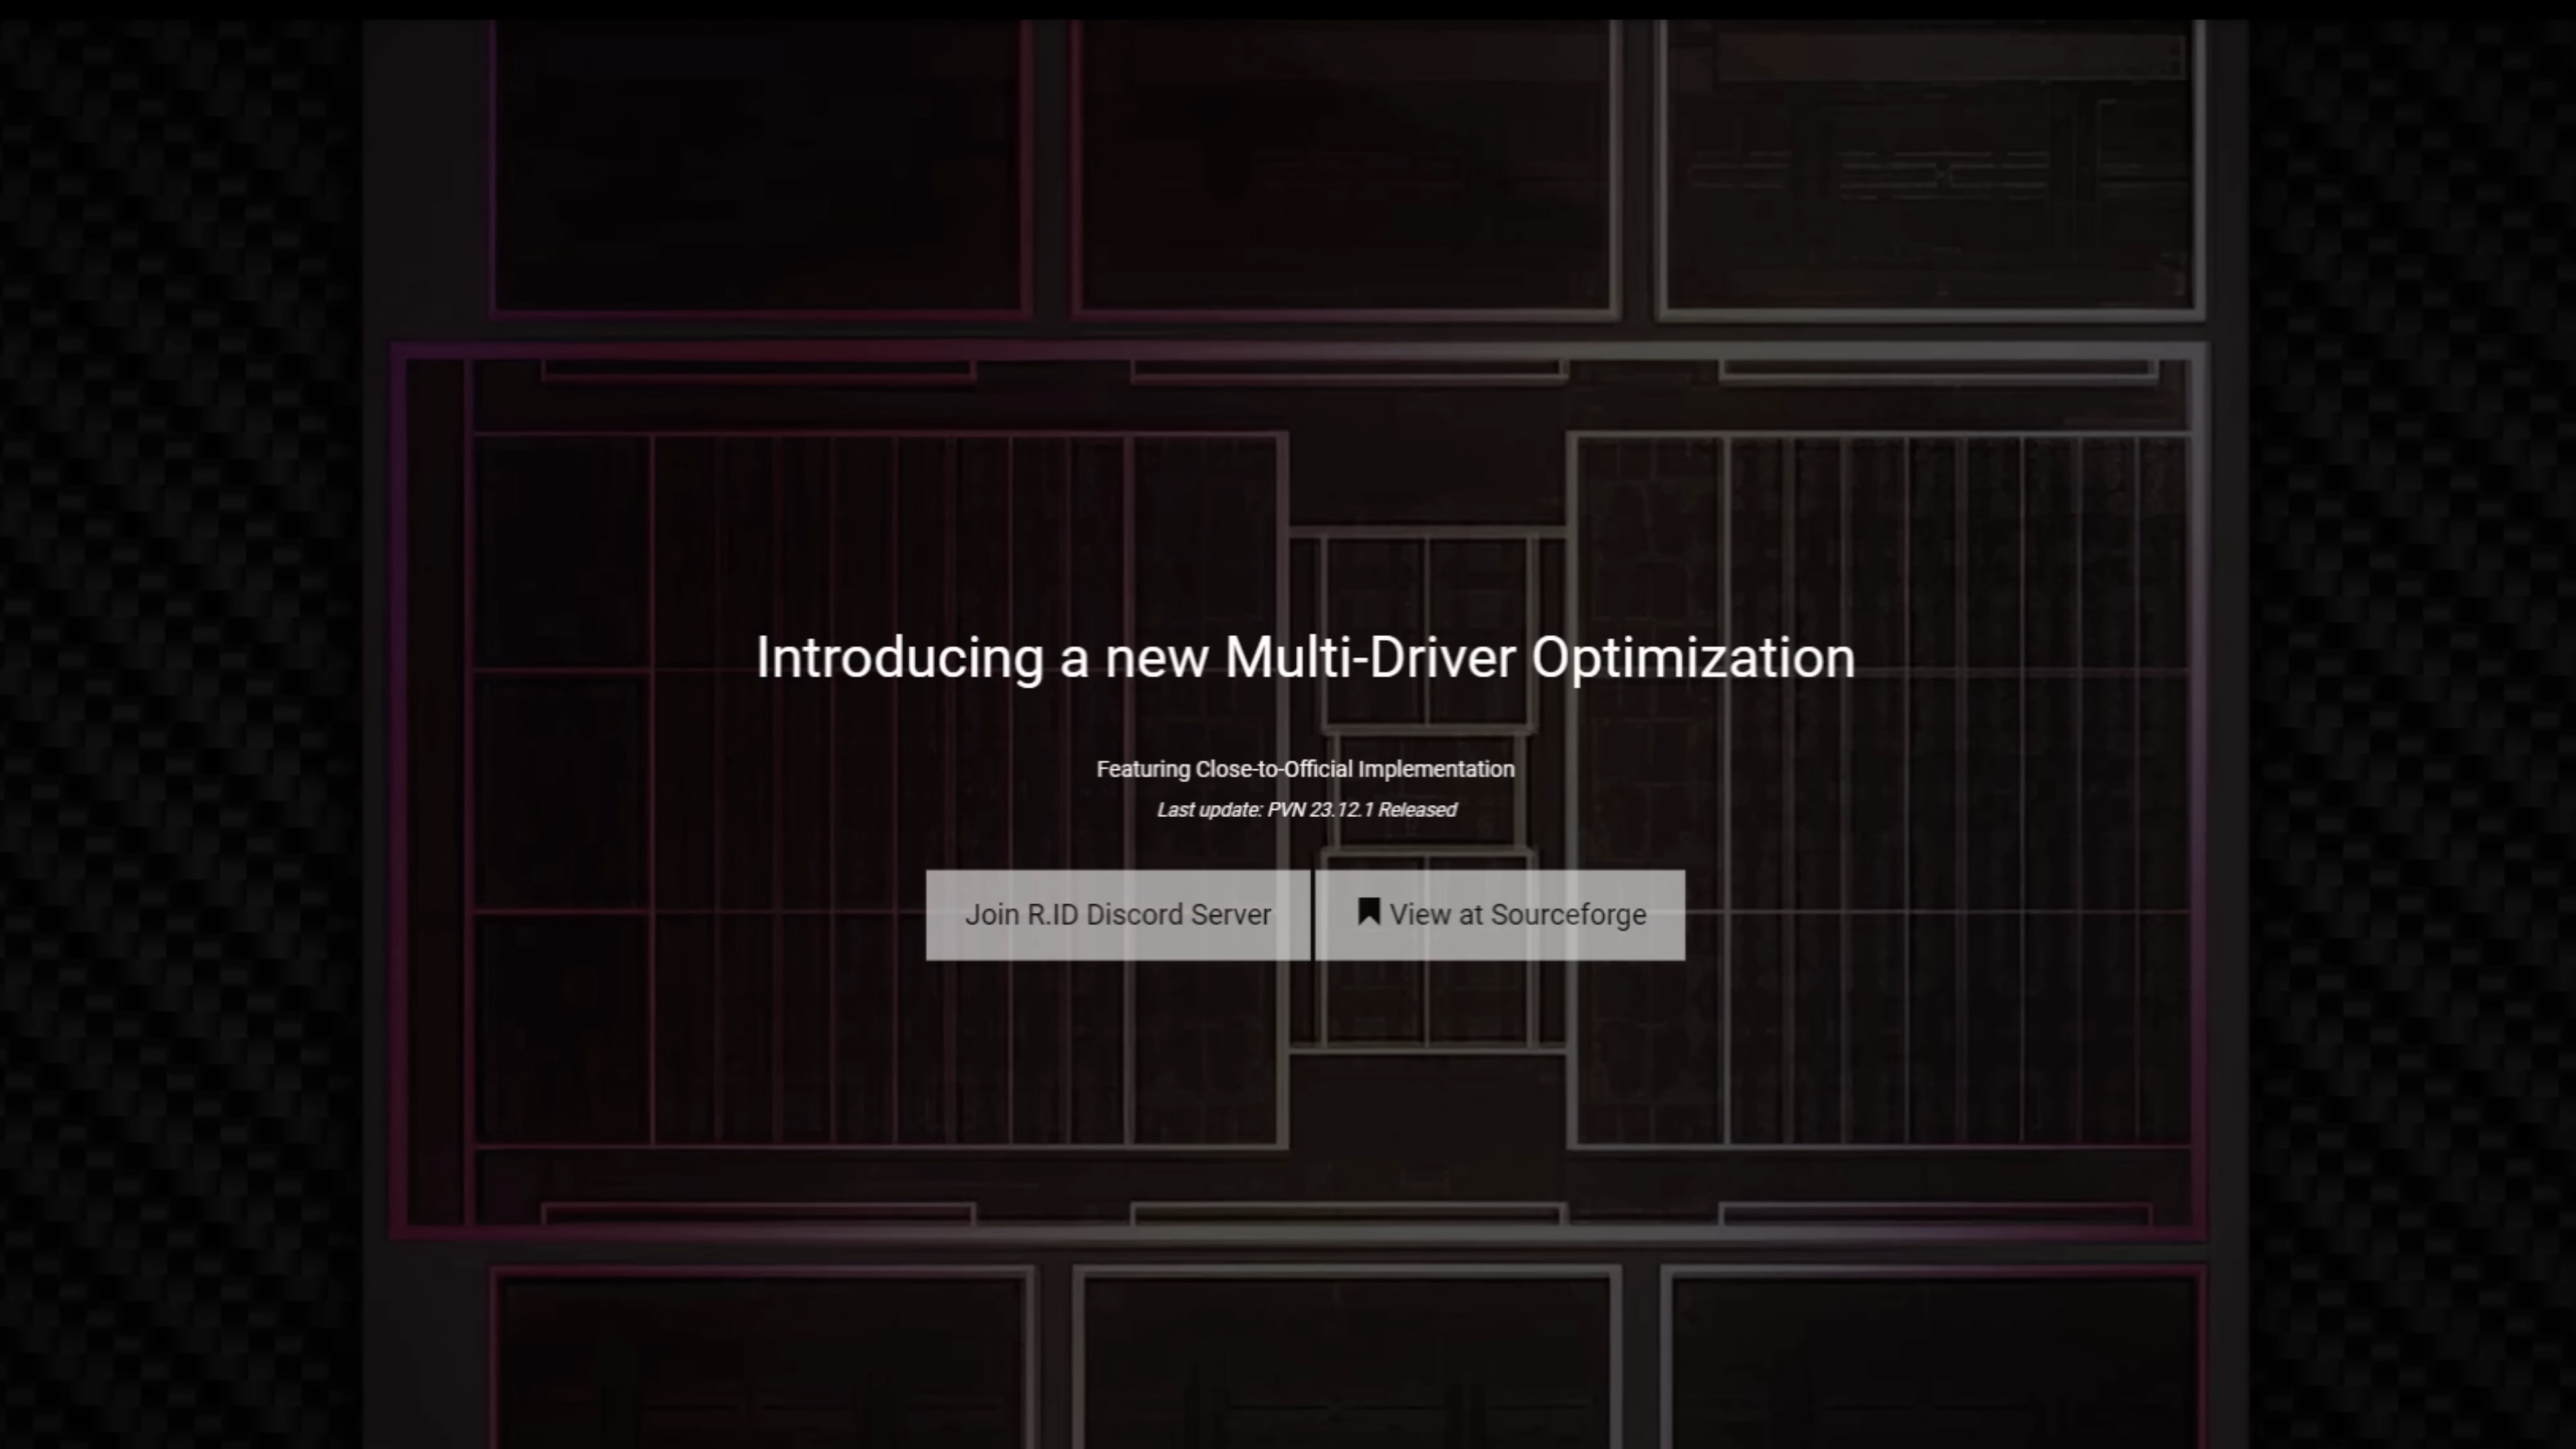 Introducing a new Multi-Driver Optimization
Featuring Close-to-Official Implementation
Last update: PVN 23.12.1 Released
Join R.ID Discord Server
View at Sourceforge